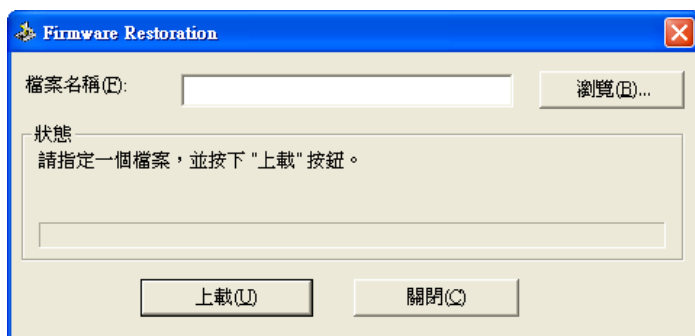 Firmware Restoration
檔案名稱(F):
瀏覽(B)...
狀態
請指定一個檔案，並按下 "上載" 按鈕。
上載(U)
關閉(C)